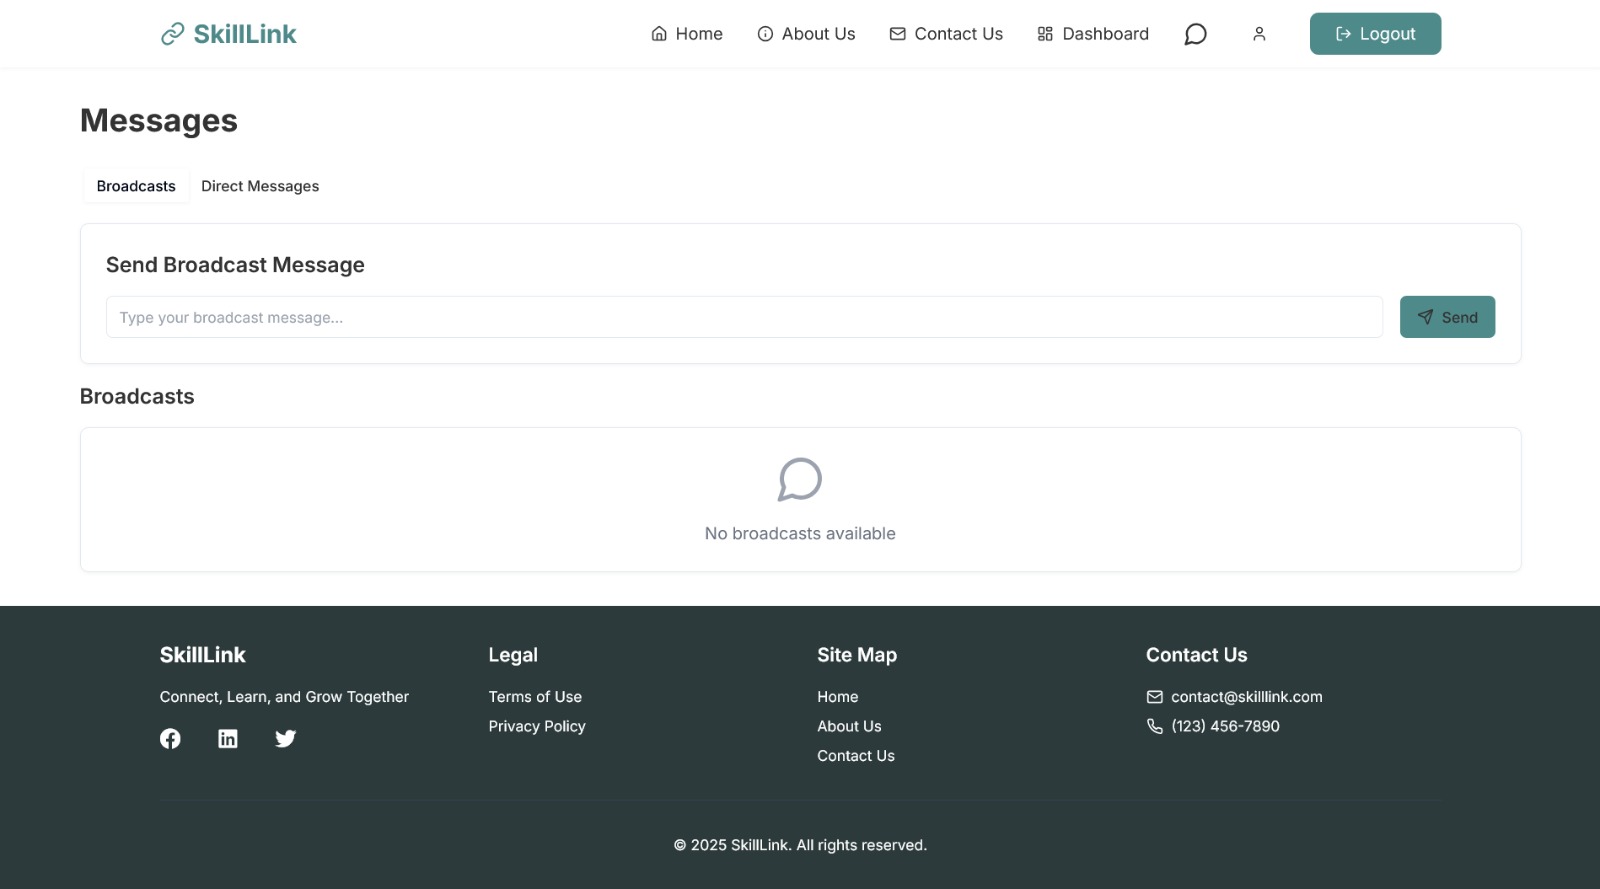 SkillLink
Home
About Us
Contact Us
Dashboard
Logout
Messages
Broadcasts
Direct Messages
Send Broadcast Message
Type your broadcast message...
Send
Broadcasts
No broadcasts available
SkillLink
Connect, Learn, and Grow Together
Legal
Terms of Use
Privacy Policy
Site Map
Home
About Us
Contact Us
Contact Us
contact@skilllink.com
(123) 456-7890
© 2025 SkillLink. All rights reserved.